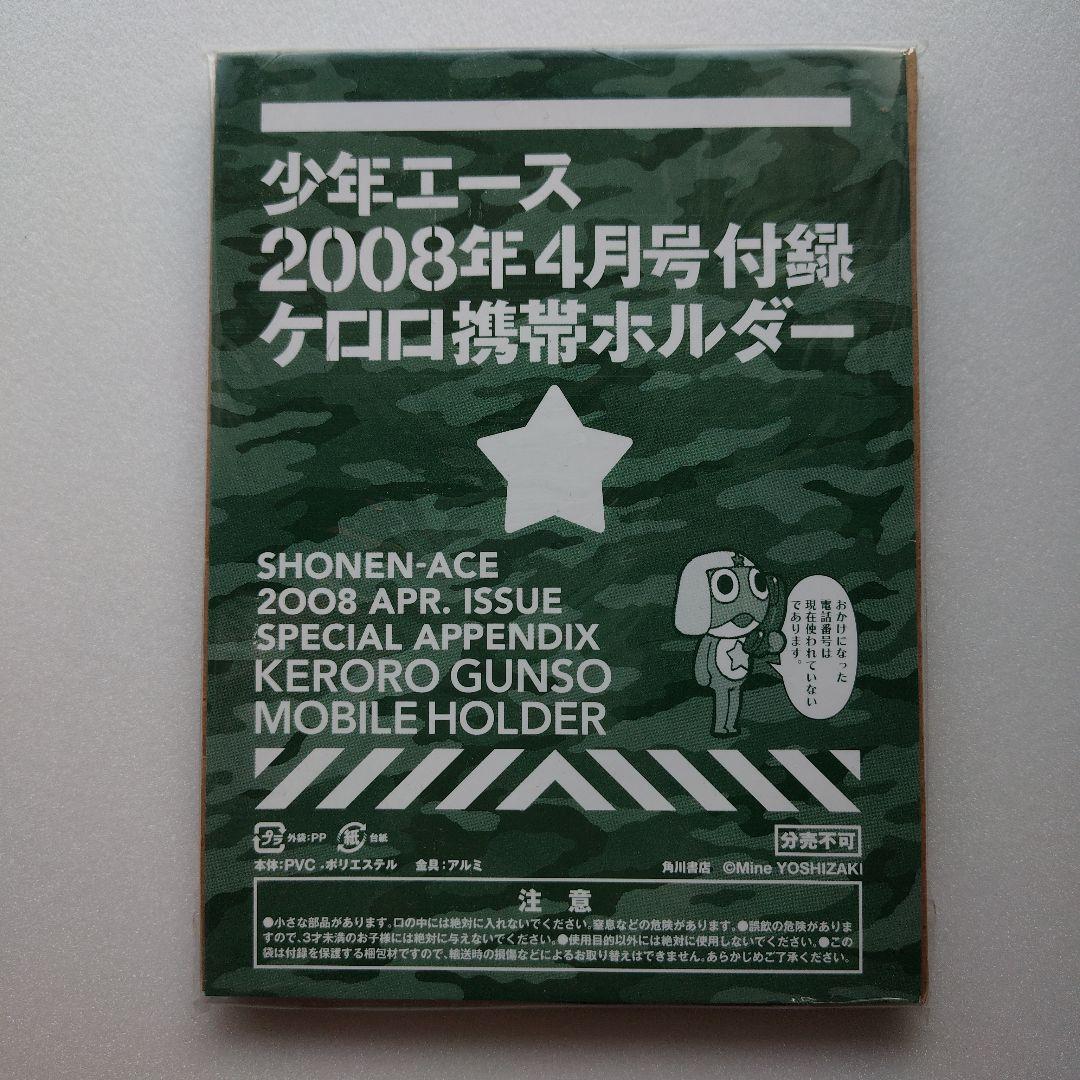 少年エース
2008年4月号付録
ケロロ携帯ホルダー
SHONEN-ACE
2008 APR. ISSUE
SPECIAL APPENDIX
KERORO GUNSO
MOBILE HOLDER
おかけになった
電話番号は
現在使われていない
であります。
プラ 外袋:PP 紙 台紙
分売不可
本体:PVC、ポリエステル 金具:アルミ
角川書店 ©Mine YOSHIZAKI
注意
●小さな部品があります。口の中には絶対に入れないでください。窒息などの危険があります。●誤飲の危険がありま
すので、3才未満のお子様には絶対に与えないでください。●使用目的以外には絶対に使用しないでください。●この
袋は付録を保護する梱包材ですので、輸送時の損傷などによるお取り替えはできません。あらかじめご了承ください。